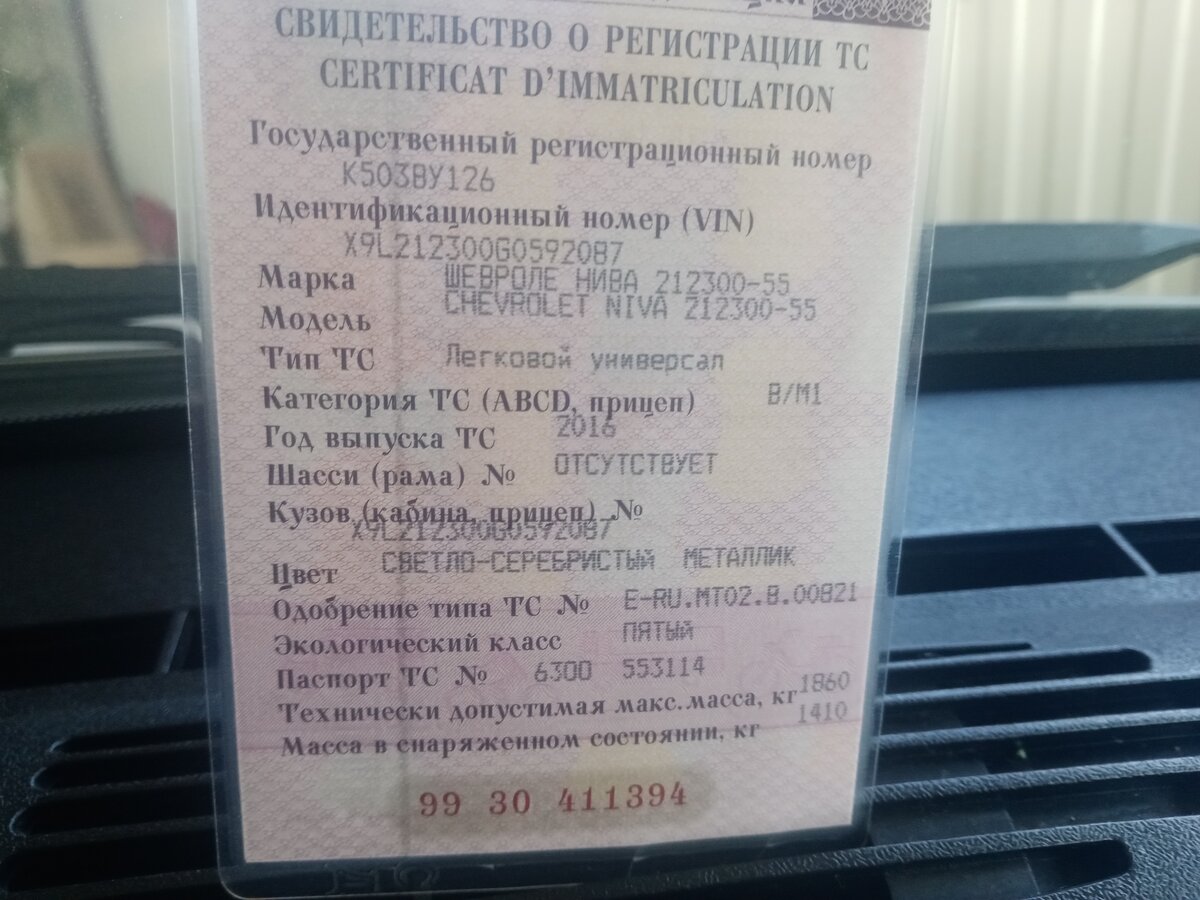 СВИДЕТЕЛЬСТВО О РЕГИСТРАЦИИ ТС
CERTIFICAT D'IMMATRICULATION
Государственный регистрационный номер
К503ВУ126
Идентификационный номер (VIN)
X9L212300G0592087
Марка ШЕВРОЛЕ НИВА 212300-55
Модель CHEVROLET NIVA 212300-55
Тип ТС Легковой универсал
Категория ТС (ABCD, прицеп) B/M1
Год выпуска ТС 2016
Шасси (рама) № ОТСУТСТВУЕТ
Кузов (кабина, прицеп) №
X9L212300G0592087
Цвет СВЕТЛО-СЕРЕБРИСТЫЙ МЕТАЛЛИК
Одобрение типа ТС № E-RU.MT02.B.00821
Экологический класс ПЯТЫЙ
Паспорт ТС № 6300 553114
Технически допустимая макс.масса, кг 1860
Масса в снаряженном состоянии, кг 1410
99 30 411394